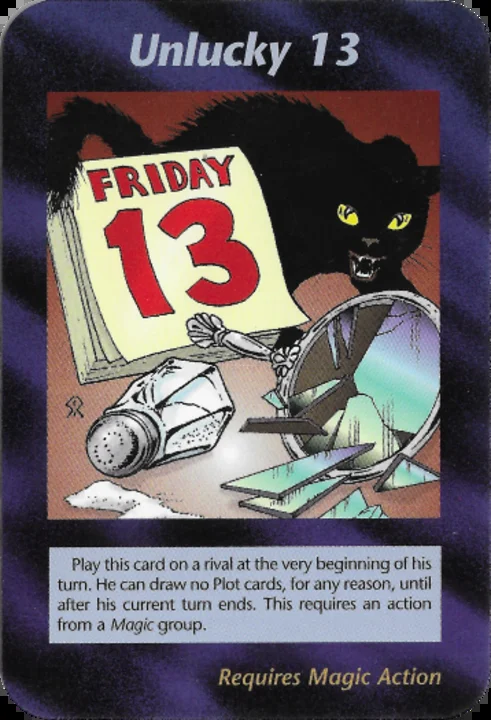 Unlucky 13
FRIDAY
13
SR
Play this card on a rival at the very beginning of his
turn. He can draw no Plot cards, for any reason, until
after his current turn ends. This requires an action
from a Magic group.
Requires Magic Action